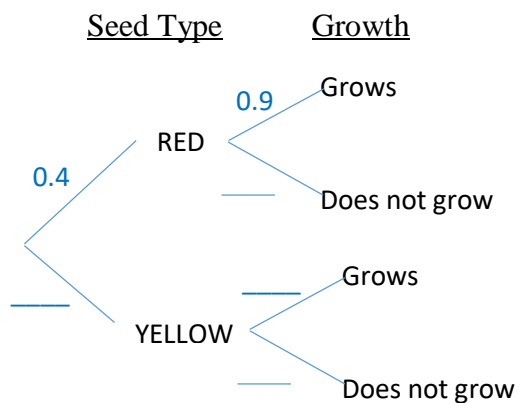 Seed Type Growth
Grows
0.9
RED
0.4
Does not grow
Grows
YELLOW
Does not grow